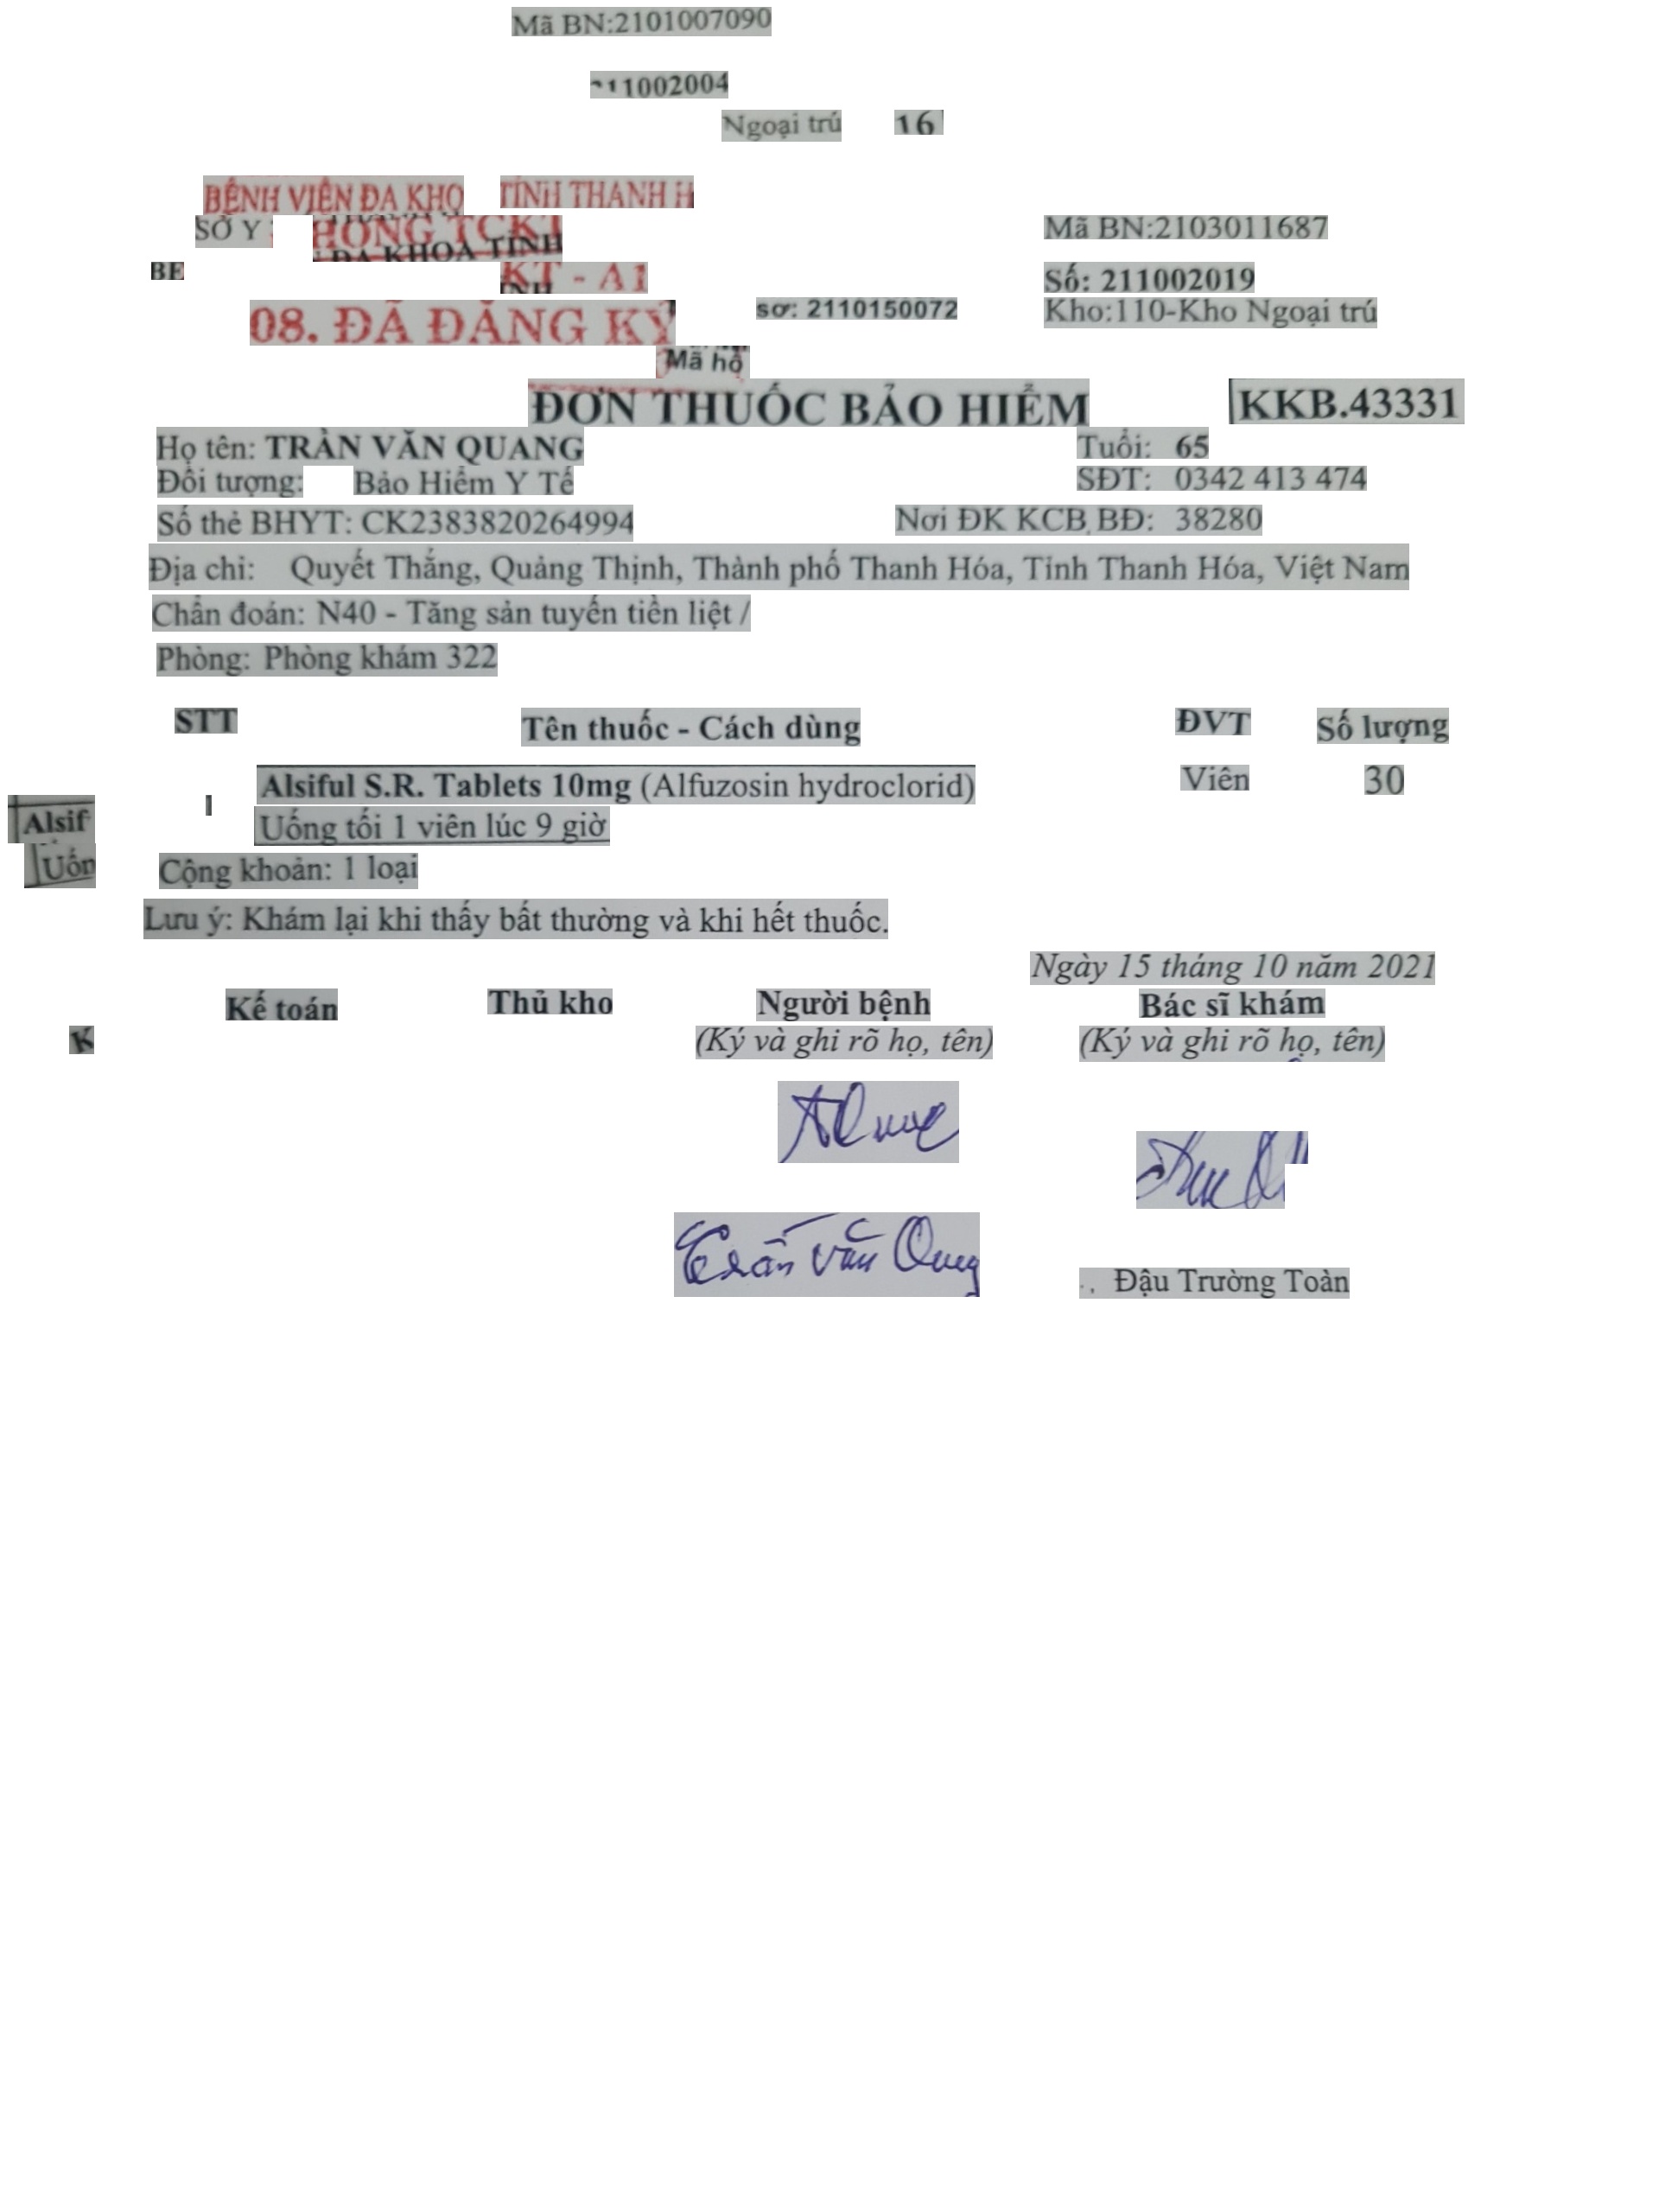 Mã BN:2101007090
11002004
Ngoại trú 16
BỆNH VIỆN ĐA KHO TỈNH THANH H
SỞ Y HÒNG TCKT Mã BN:2103011687
ĐA KHOA TỈNH
BE KT - A1 Số: 211002019
08. ĐÃ ĐĂNG KÝ sơ: 2110150072 Kho:110-Kho Ngoại trú
Mã hồ
ĐƠN THUỐC BẢO HIỂM KKB.43331
Họ tên: TRẦN VĂN QUANG Tuổi: 65
Đối tượng: Bảo Hiểm Y Tế SĐT: 0342 413 474
Số thẻ BHYT: CK2383820264994 Nơi ĐK KCB BĐ: 38280
Địa chỉ: Quyết Thắng, Quảng Thịnh, Thành phố Thanh Hóa, Tỉnh Thanh Hóa, Việt Nam
Chẩn đoán: N40 - Tăng sản tuyến tiền liệt /
Phòng: Phòng khám 322
STT Tên thuốc - Cách dùng ĐVT Số lượng
Alsiful S.R. Tablets 10mg (Alfuzosin hydroclorid) Viên 30
Alsif 1 Uống tối 1 viên lúc 9 giờ
Uốn Cộng khoản: 1 loại
Lưu ý: Khám lại khi thấy bất thường và khi hết thuốc.
Ngày 15 tháng 10 năm 2021
Kế toán Thủ kho Người bệnh Bác sĩ khám
K (Ký và ghi rõ họ, tên) (Ký và ghi rõ họ, tên)
Trần Văn Quang
Đậu Trường Toàn